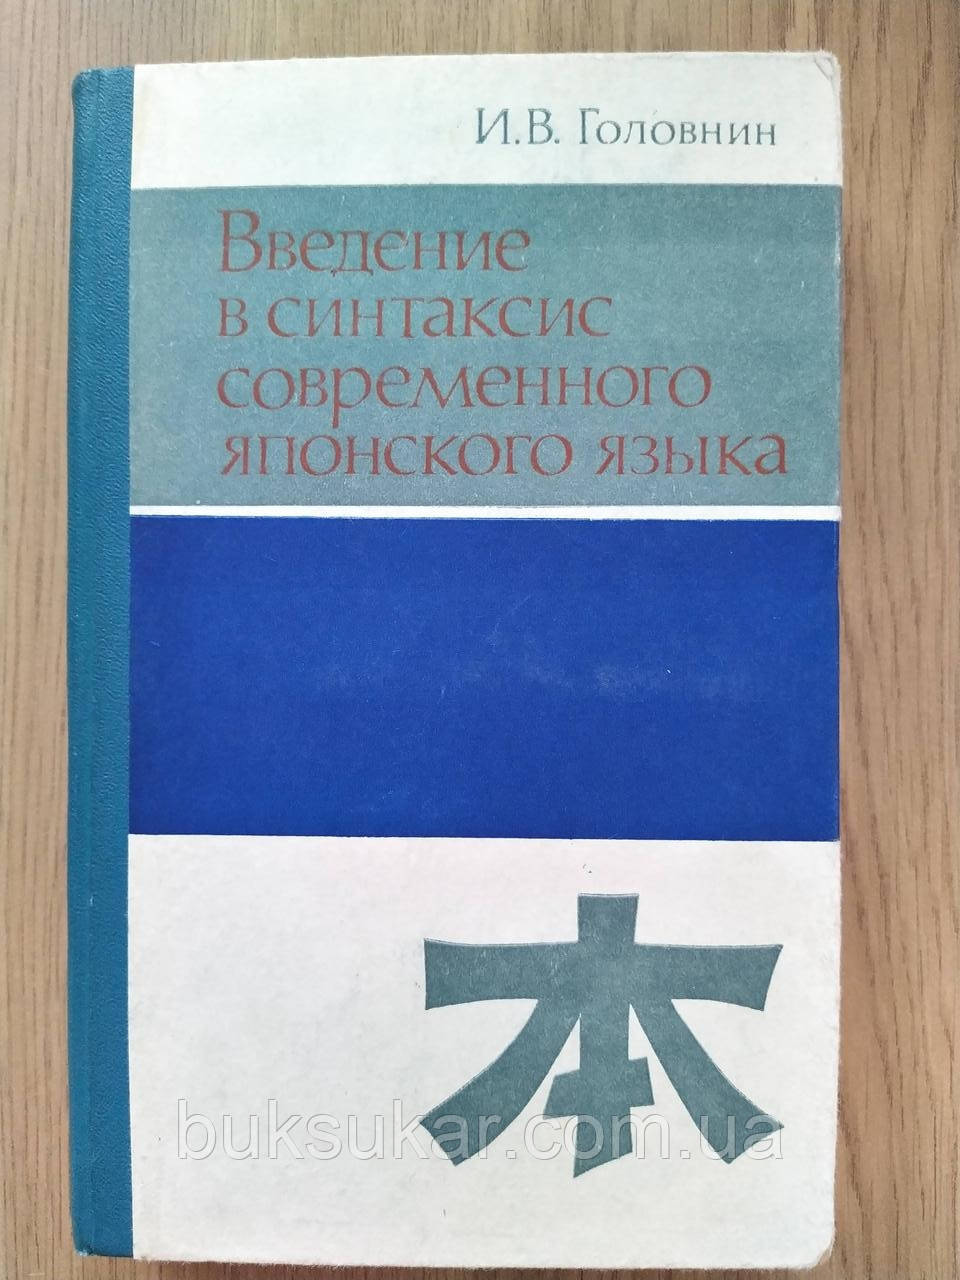 И.В. Головнин
Введение
в синтаксис
современного
японского языка
本
buksukar.com.ua